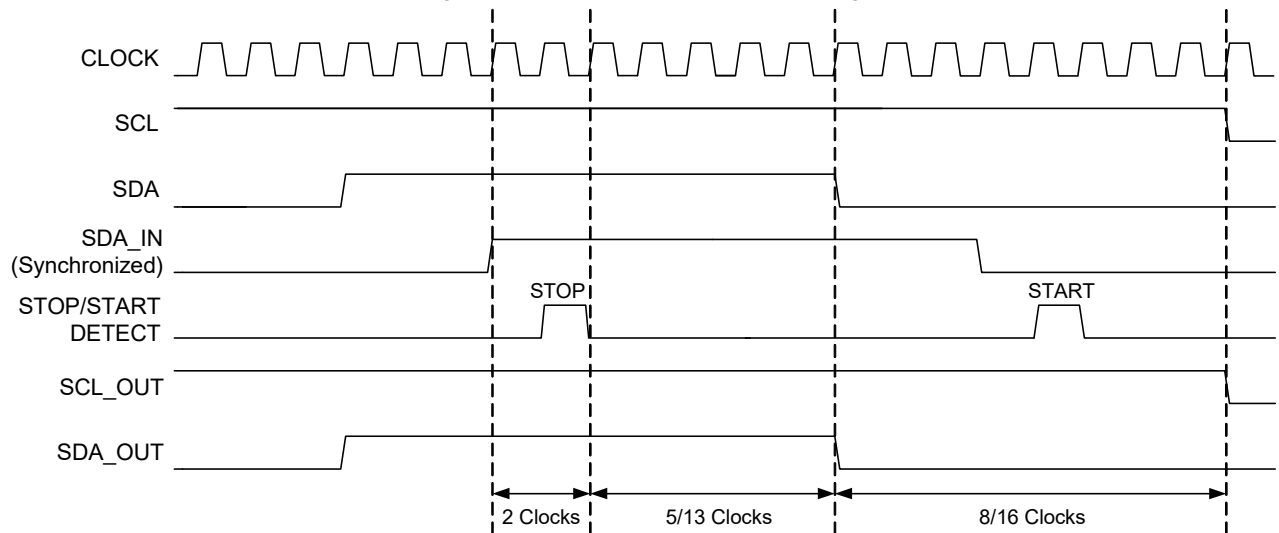 CLOCK
SCL
SDA
SDA_IN
(Synchronized)
STOP/START
DETECT
STOP
START
SCL_OUT
SDA_OUT
2 Clocks
5/13 Clocks
8/16 Clocks